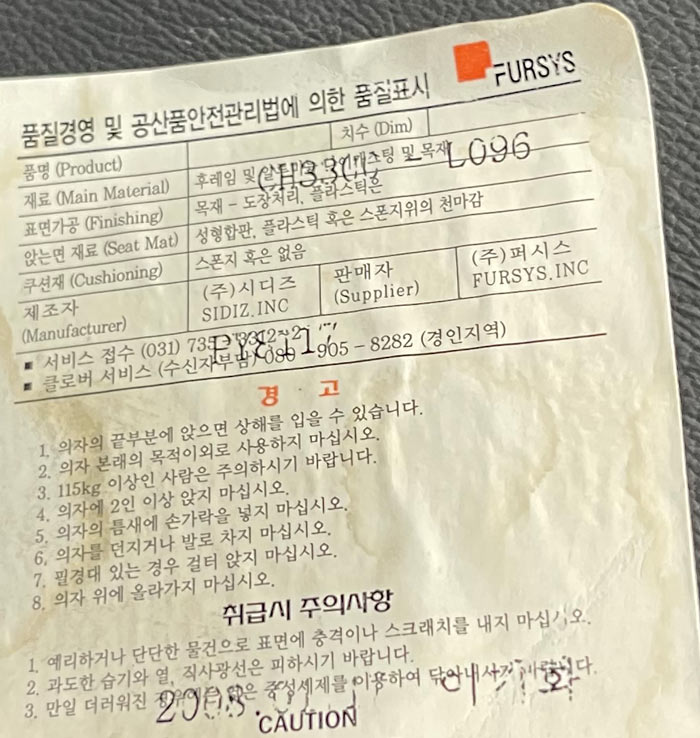 FURSYS
품질경영 및 공산품안전관리법에 의한 품질표시
품명 (Product) 치수 (Dim)
L096
재료 (Main Material) 후레임 및 및 목재
표면가공 (Finishing) 목재 - 도장처리, 플라스틱은
앉는면 재료 (Seat Mat) 성형합판, 플라스틱 혹은 스폰지위의 천마감
쿠션재 (Cushioning) 스폰지 혹은 없음
제조자 (주)시디즈 판매자 (주)퍼시스
(Manufacturer) SIDIZ.INC (Supplier) FURSYS.INC
■ 서비스 접수 (031)
■ 클로버 서비스 (수신자부담) 080 - 905 - 8282 (경인지역)
경 고
1. 의자의 끝부분에 앉으면 상해를 입을 수 있습니다.
2. 의자 본래의 목적이외로 사용하지 마십시오.
3. 115kg 이상인 사람은 주의하시기 바랍니다.
4. 의자에 2인 이상 앉지 마십시오.
5. 의자의 틈새에 손가락을 넣지 마십시오.
6. 의자를 던지거나 발로 차지 마십시오.
7. 필경대 있는 경우 걸터 앉지 마십시오.
8. 의자 위에 올라가지 마십시오.
취급시 주의사항
1. 예리하거나 단단한 물건으로 표면에 충격이나 스크래치를 내지 마십시오.
2. 과도한 습기와 열, 직사광선은 피하시기 바랍니다.
3. 만일 더러워진 중성세제를 이용하여
CAUTION